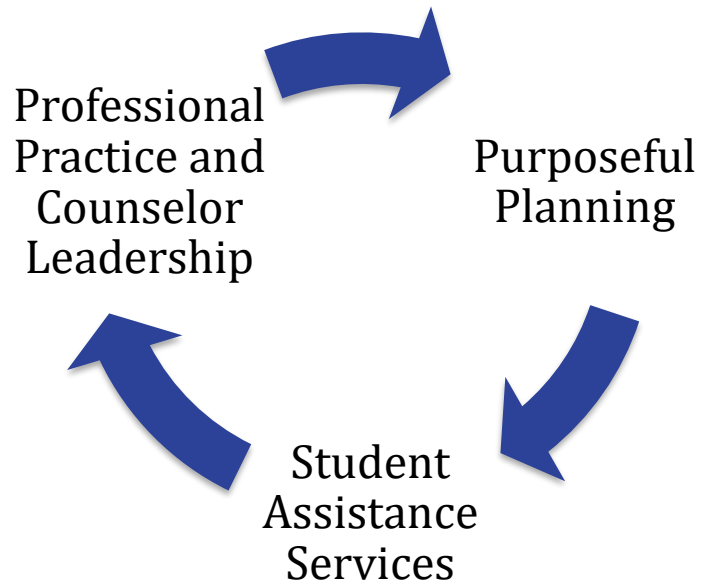 Professional
Practice and
Counselor
Leadership
Purposeful
Planning
Student
Assistance
Services